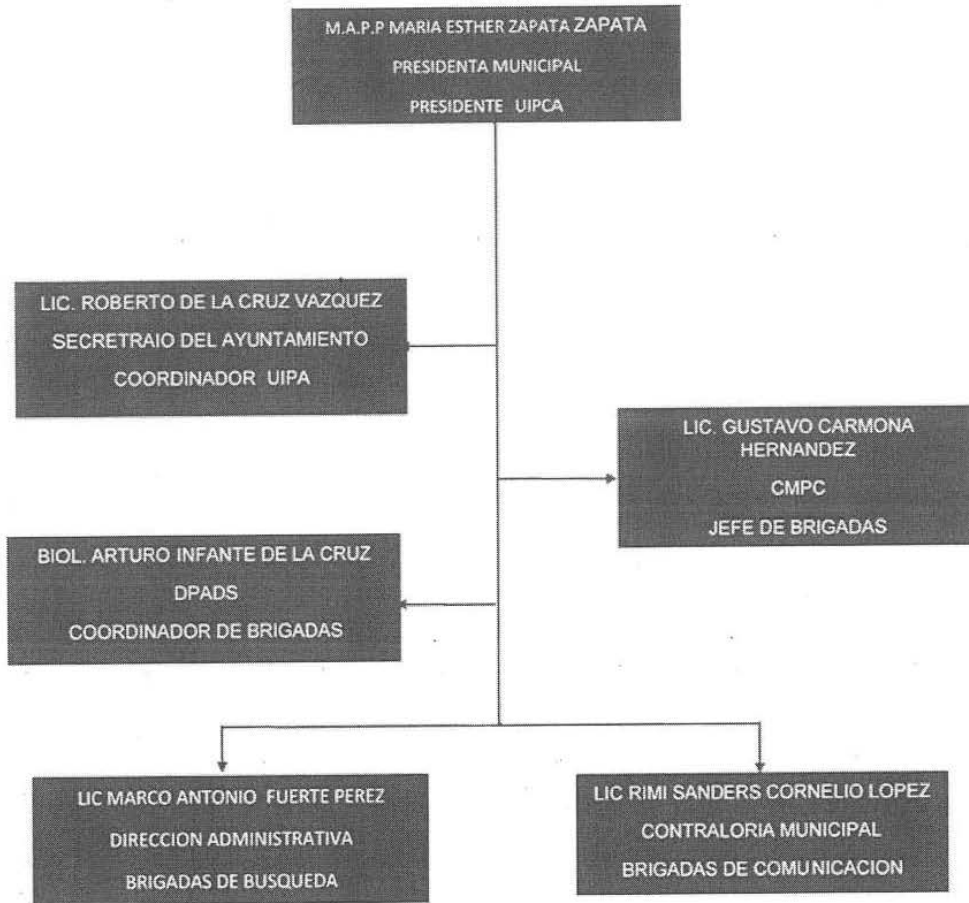 M.A.P.P MARIA ESTHER ZAPATA ZAPATA
PRESIDENTA MUNICIPAL
PRESIDENTE UIPCA
LIC. ROBERTO DE LA CRUZ VAZQUEZ
SECRETRAIO DEL AYUNTAMIENTO
COORDINADOR UIPA
LIC. GUSTAVO CARMONA
HERNANDEZ
CMPC
JEFE DE BRIGADAS
BIOL. ARTURO INFANTE DE LA CRUZ
DPADS
COORDINADOR DE BRIGADAS
LIC MARCO ANTONIO FUERTE PEREZ
DIRECCION ADMINISTRATIVA
BRIGADAS DE BUSQUEDA
LIC RIMI SANDERS CORNELIO LOPEZ
CONTRALORIA MUNICIPAL
BRIGADAS DE COMUNICACION